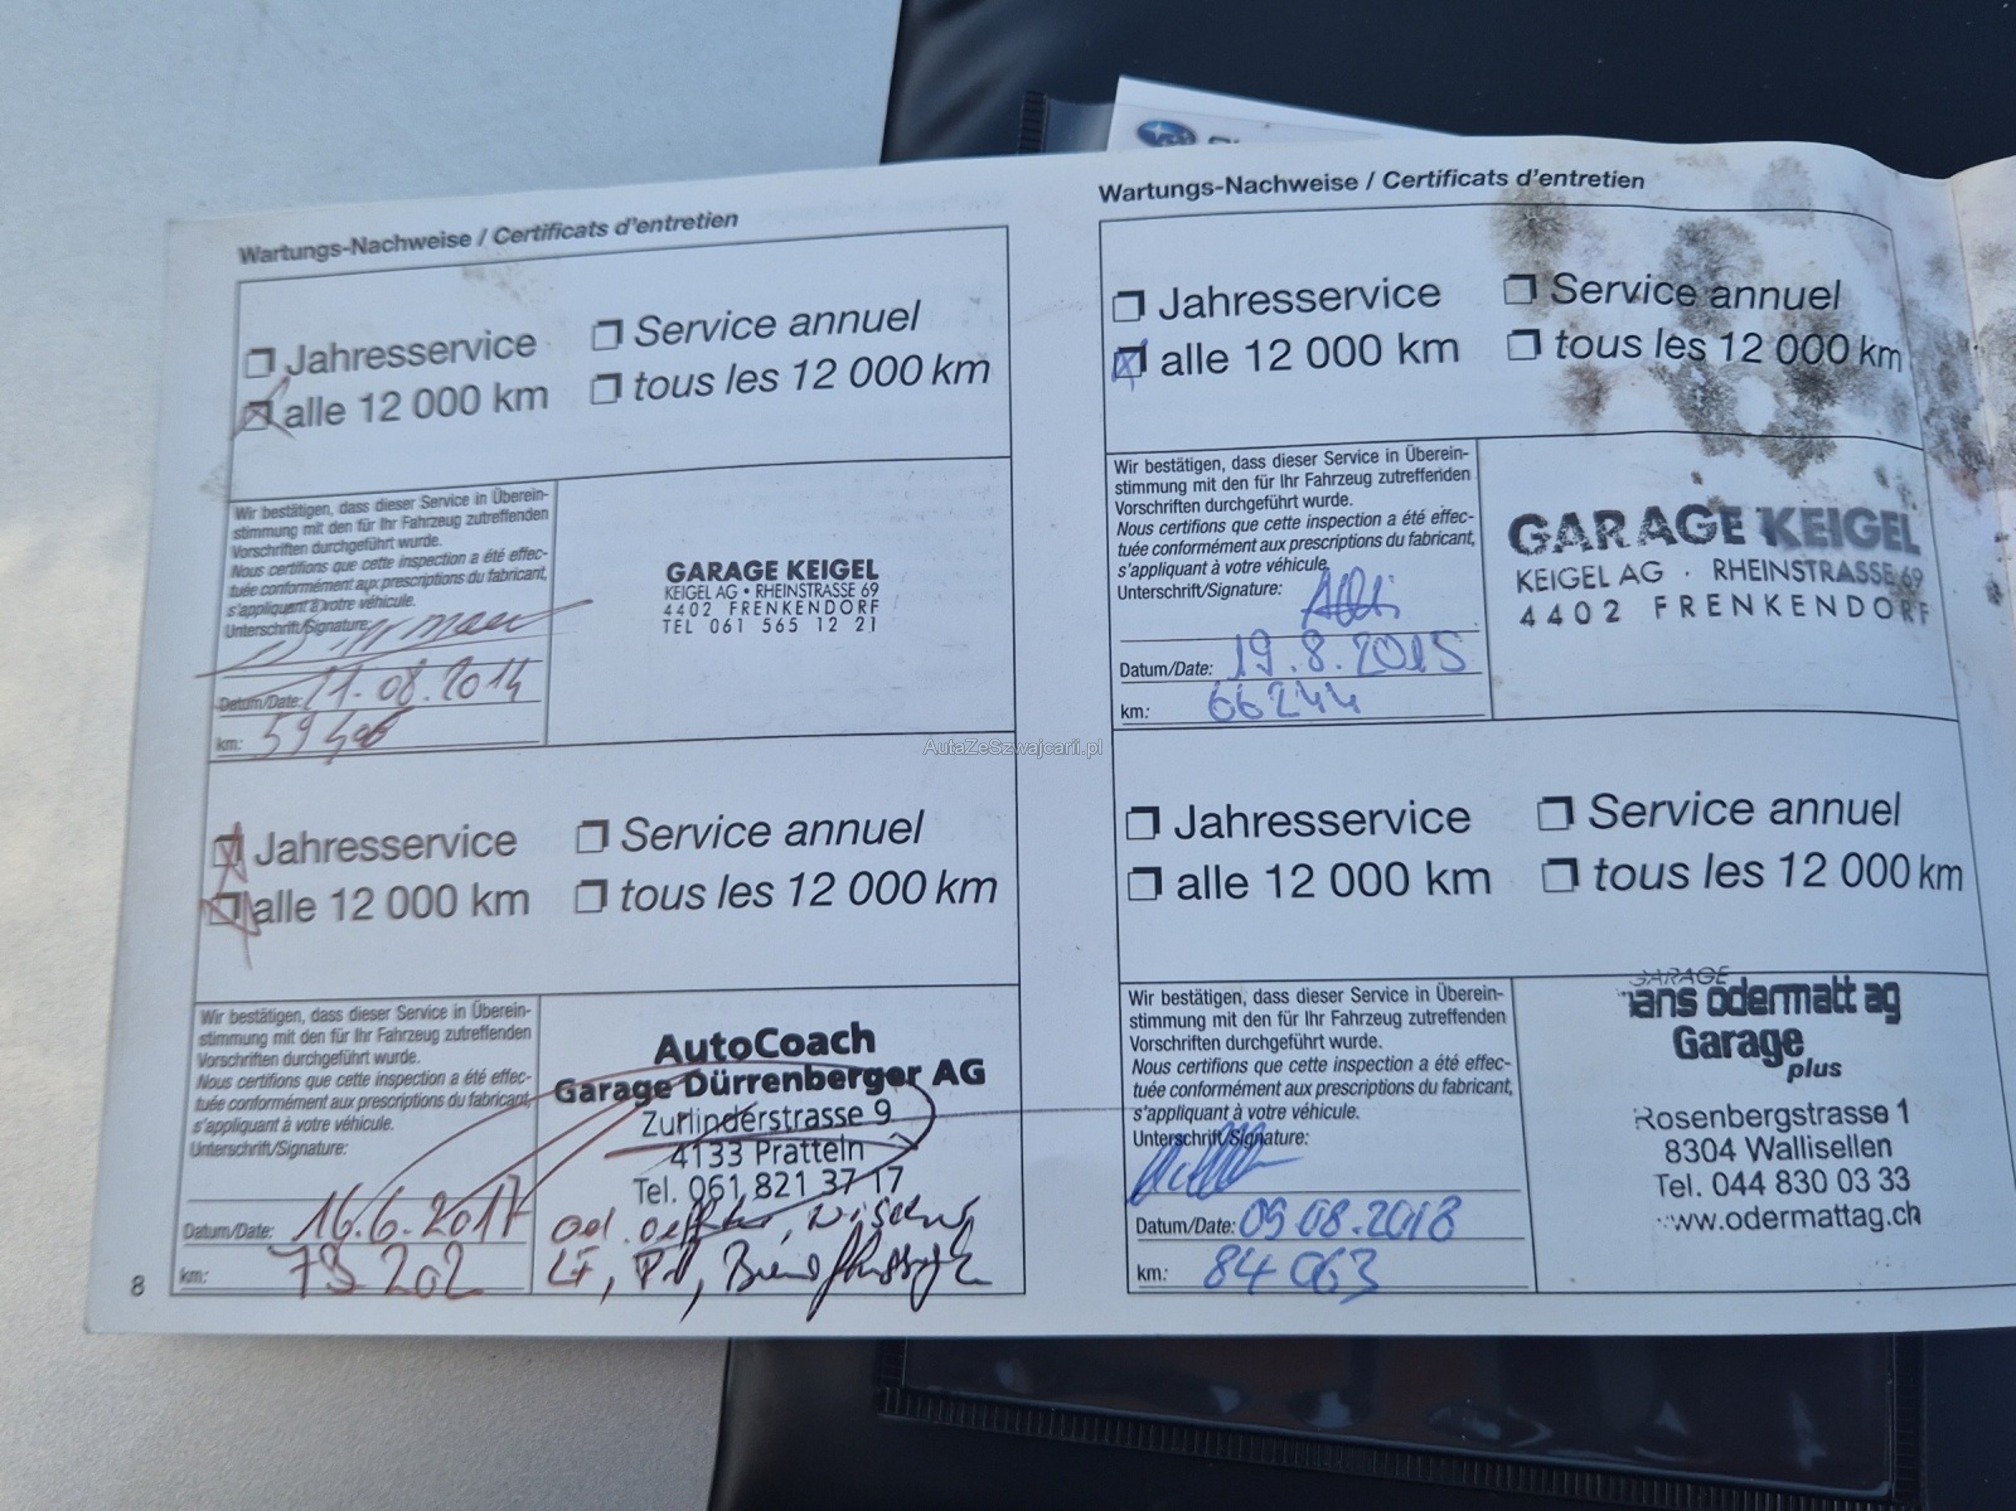 Wartungs-Nachweise / Certificats d'entretien
Jahresservice
Service annuel
alle 12 000 km
tous les 12 000 km
Wir bestätigen, dass dieser Service in Überein-
stimmung mit den für Ihr Fahrzeug zutreffenden
Vorschriften durchgeführt wurde.
Nous certifions que cette inspection a été effec-
tuée conformément aux prescriptions du fabricant,
s'appliquant à votre véhicule.
Unterschrift/Signature:
Datum/Date: 11.08.2014
km:
GARAGE KEIGEL
KEIGEL AG • RHEINSTRASSE 69
4402 FRENKENDORF
TEL 061 565 12 21
Jahresservice
Service annuel
alle 12 000 km
tous les 12 000 km
Wir bestätigen, dass dieser Service in Überein-
stimmung mit den für Ihr Fahrzeug zutreffenden
Vorschriften durchgeführt wurde.
Nous certifions que cette inspection a été effec-
tuée conformément aux prescriptions du fabricant,
s'appliquant à votre véhicule.
Unterschrift/Signature:
Datum/Date: 16.6.2017
km:
AutoCoach
Garage Dürrenberger AG
Zurlindenstrasse 9
4133 Pratteln
Tel. 061 821 37 17
8
Wartungs-Nachweise / Certificats d'entretien
Jahresservice
Service annuel
alle 12 000 km
tous les 12 000 km
Wir bestätigen, dass dieser Service in Überein-
stimmung mit den für Ihr Fahrzeug zutreffenden
Vorschriften durchgeführt wurde.
Nous certifions que cette inspection a été effec-
tuée conformément aux prescriptions du fabricant,
s'appliquant à votre véhicule.
Unterschrift/Signature:
Datum/Date: 19.8.2015
km: 66244
GARAGE KEIGEL
KEIGEL AG · RHEINSTRASSE 69
4402 FRENKENDORF
Jahresservice
Service annuel
alle 12 000 km
tous les 12 000 km
Wir bestätigen, dass dieser Service in Überein-
stimmung mit den für Ihr Fahrzeug zutreffenden
Vorschriften durchgeführt wurde.
Nous certifions que cette inspection a été effec-
tuée conformément aux prescriptions du fabricant,
s'appliquant à votre véhicule.
Unterschrift/Signature:
Datum/Date: 09.08.2018
km: 84063
GARAGE
hans odermatt ag
Garage
plus
Rosenbergstrasse 1
8304 Wallisellen
Tel. 044 830 03 33
www.odermattag.ch
AutaZeSzwajcarii.pl